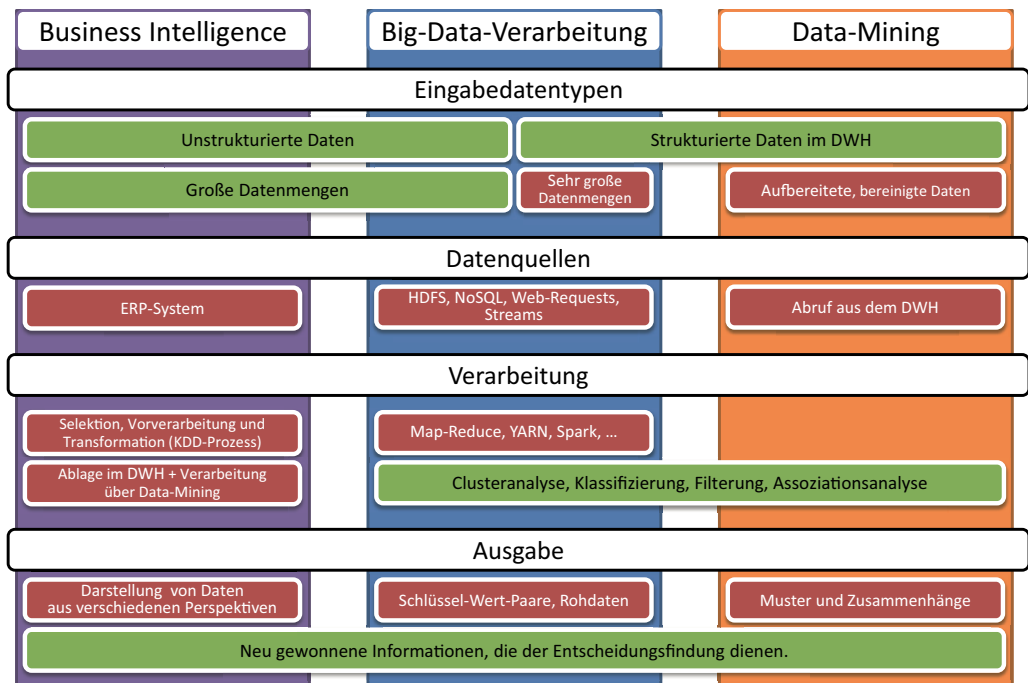 Business Intelligence
Big-Data-Verarbeitung
Data-Mining
Eingabedatentypen
Unstrukturierte Daten
Strukturierte Daten im DWH
Große Datenmengen
Sehr große
Datenmengen
Aufbereitete, bereinigte Daten
Datenquellen
ERP-System
HDFS, NoSQL, Web-Requests,
Streams
Abruf aus dem DWH
Verarbeitung
Selektion, Vorverarbeitung und
Transformation (KDD-Prozess)
Map-Reduce, YARN, Spark, ...
Ablage im DWH + Verarbeitung
über Data-Mining
Clusteranalyse, Klassifizierung, Filterung, Assoziationsanalyse
Ausgabe
Darstellung von Daten
aus verschiedenen Perspektiven
Schlüssel-Wert-Paare, Rohdaten
Muster und Zusammenhänge
Neu gewonnene Informationen, die der Entscheidungsfindung dienen.